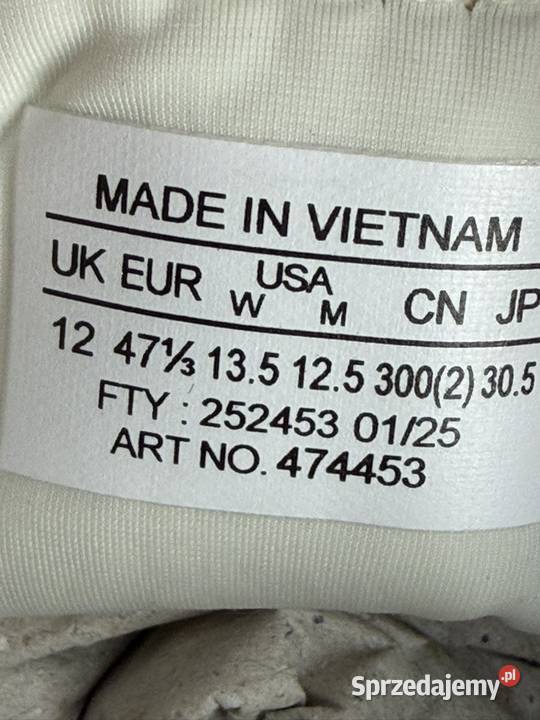 MADE IN VIETNAM
UK EUR USA CN JP
W M
12 47⅓ 13.5 12.5 300(2) 30.5
FTY : 252453 01/25
ART NO. 474453
Sprzedajemy.pl